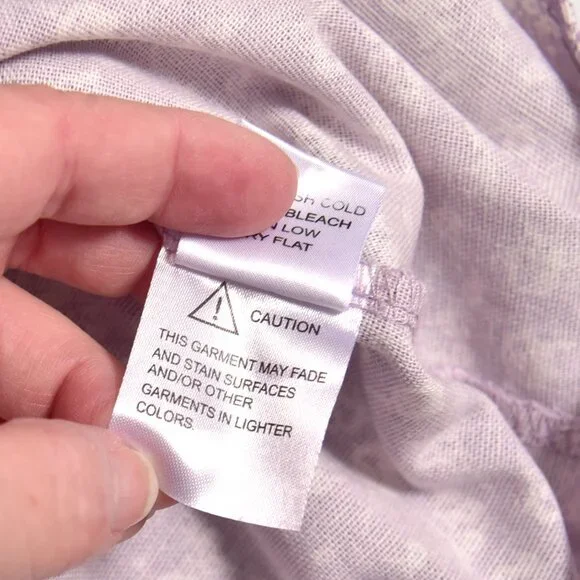 COLD
BLEACH
LOW
FLAT
CAUTION
THIS GARMENT MAY FADE
AND STAIN SURFACES
AND/OR OTHER
GARMENTS IN LIGHTER
COLORS